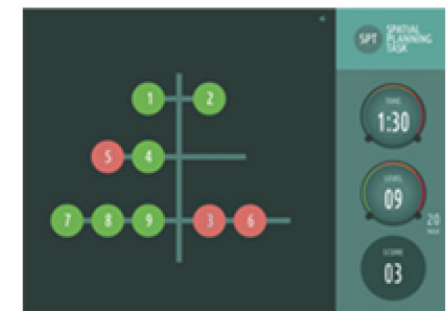 SPT SPATIAL
PLANNING
TASK
1 2
TIME
1:30
5 4
LEVEL
09
20
7 8 9 3 6
SCORE
03